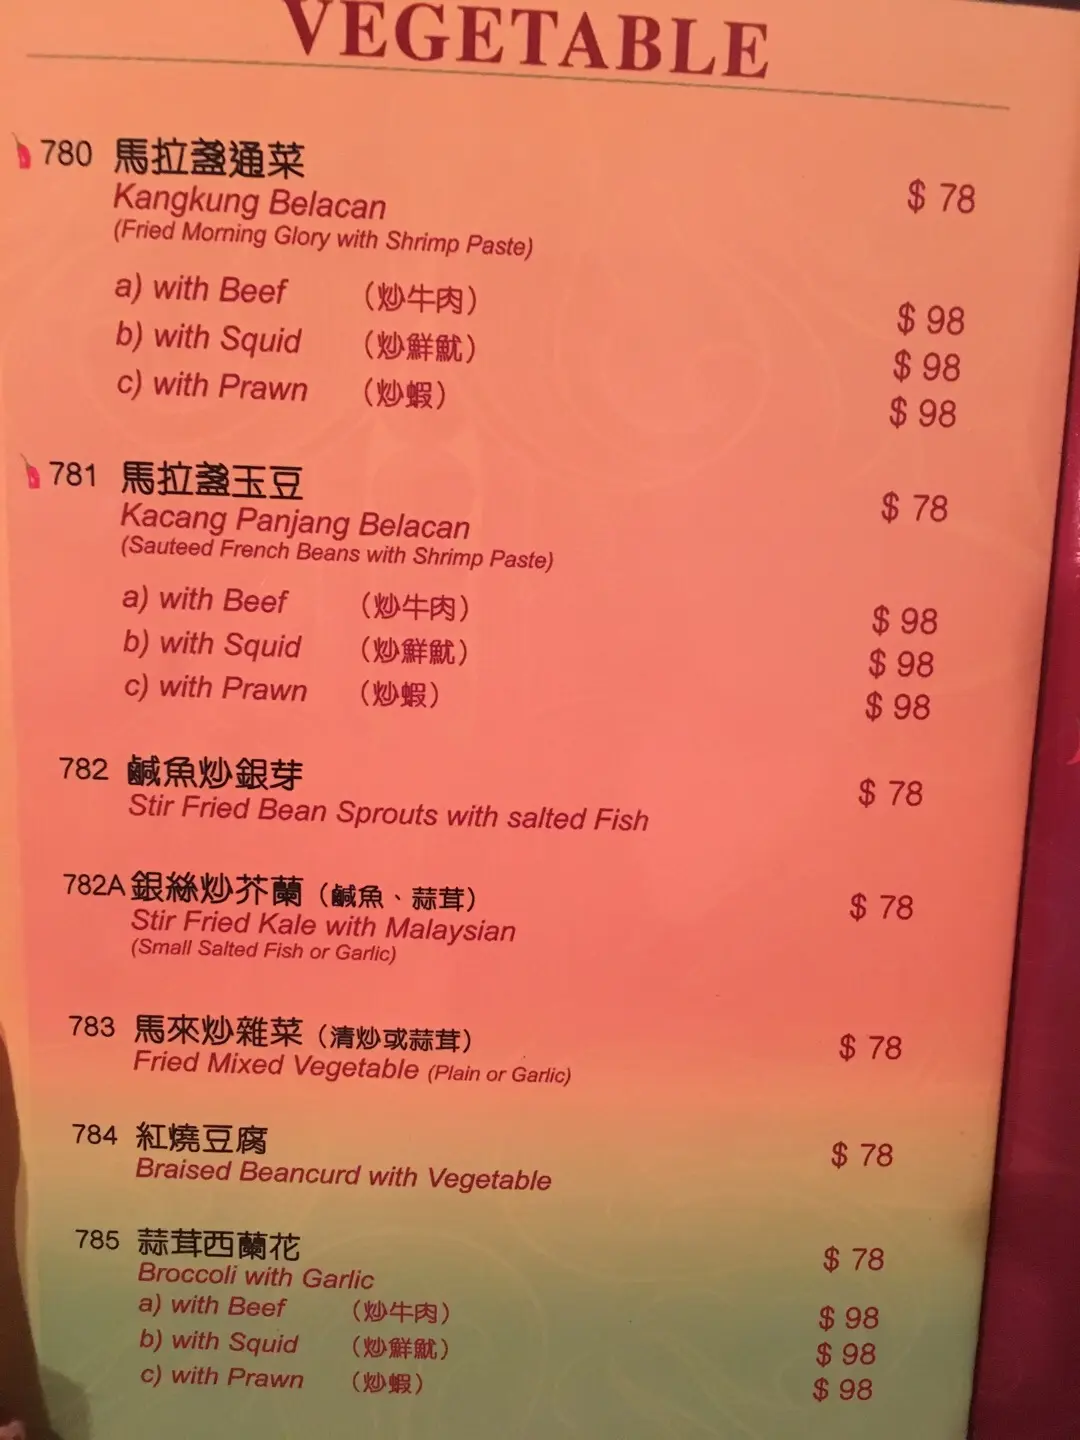 VEGETABLE
780 馬拉盞通菜
Kangkung Belacan
(Fried Morning Glory with Shrimp Paste)
$ 78
a) with Beef (炒牛肉) $ 98
b) with Squid (炒鮮魷) $ 98
c) with Prawn (炒蝦) $ 98
781 馬拉盞玉豆
Kacang Panjang Belacan
(Sauteed French Beans with Shrimp Paste)
$ 78
a) with Beef (炒牛肉) $ 98
b) with Squid (炒鮮魷) $ 98
c) with Prawn (炒蝦) $ 98
782 鹹魚炒銀芽
Stir Fried Bean Sprouts with salted Fish
$ 78
782A 銀絲炒芥蘭 (鹹魚、蒜茸)
Stir Fried Kale with Malaysian
(Small Salted Fish or Garlic)
$ 78
783 馬來炒雜菜 (清炒或蒜茸)
Fried Mixed Vegetable (Plain or Garlic)
$ 78
784 紅燒豆腐
Braised Beancurd with Vegetable
$ 78
785 蒜茸西蘭花
Broccoli with Garlic
$ 78
a) with Beef (炒牛肉) $ 98
b) with Squid (炒鮮魷) $ 98
c) with Prawn (炒蝦) $ 98